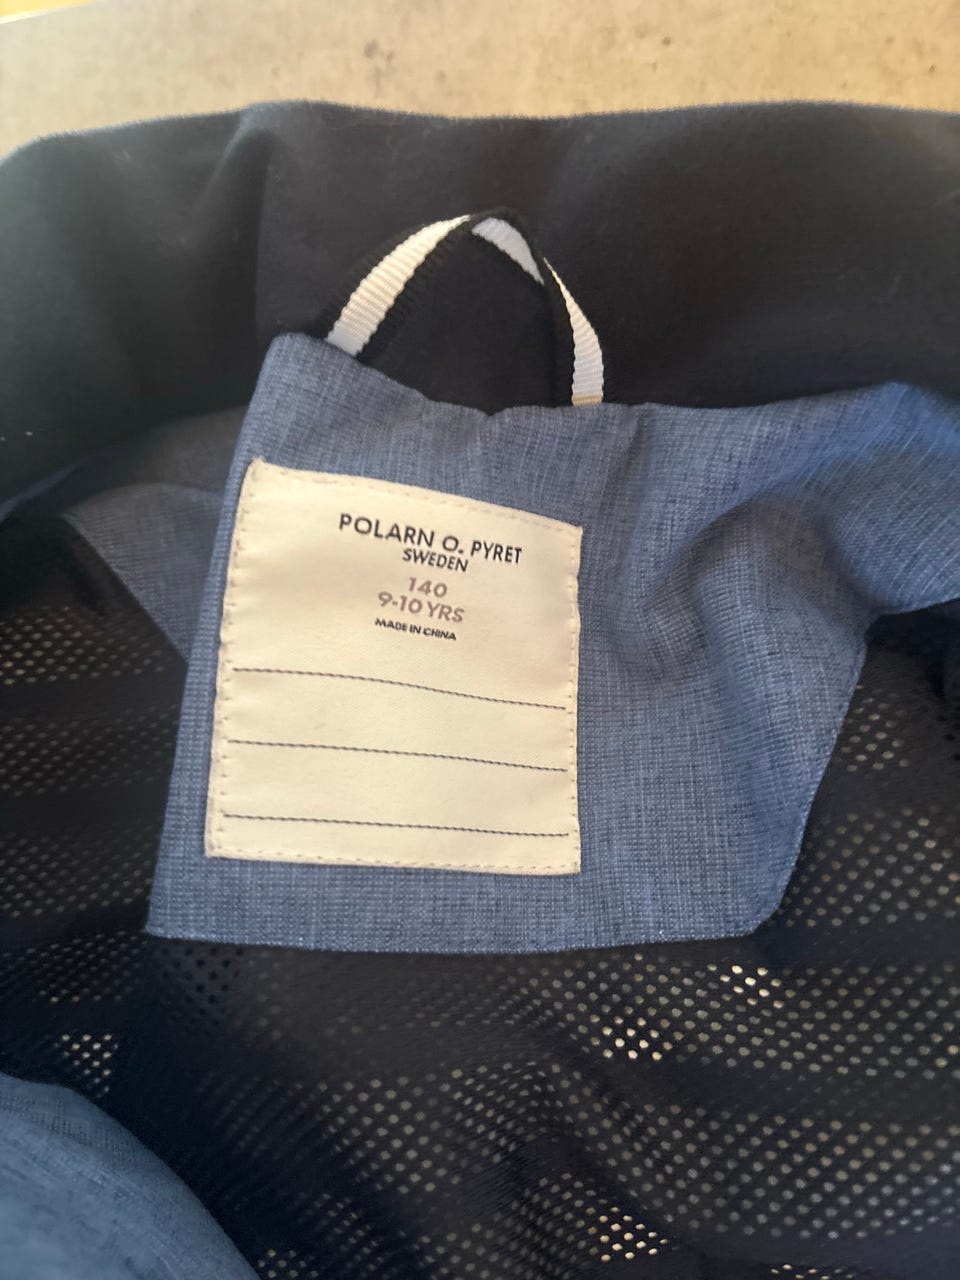 POLARN O. PYRET
SWEDEN
140
9-10 YRS
MADE IN CHINA